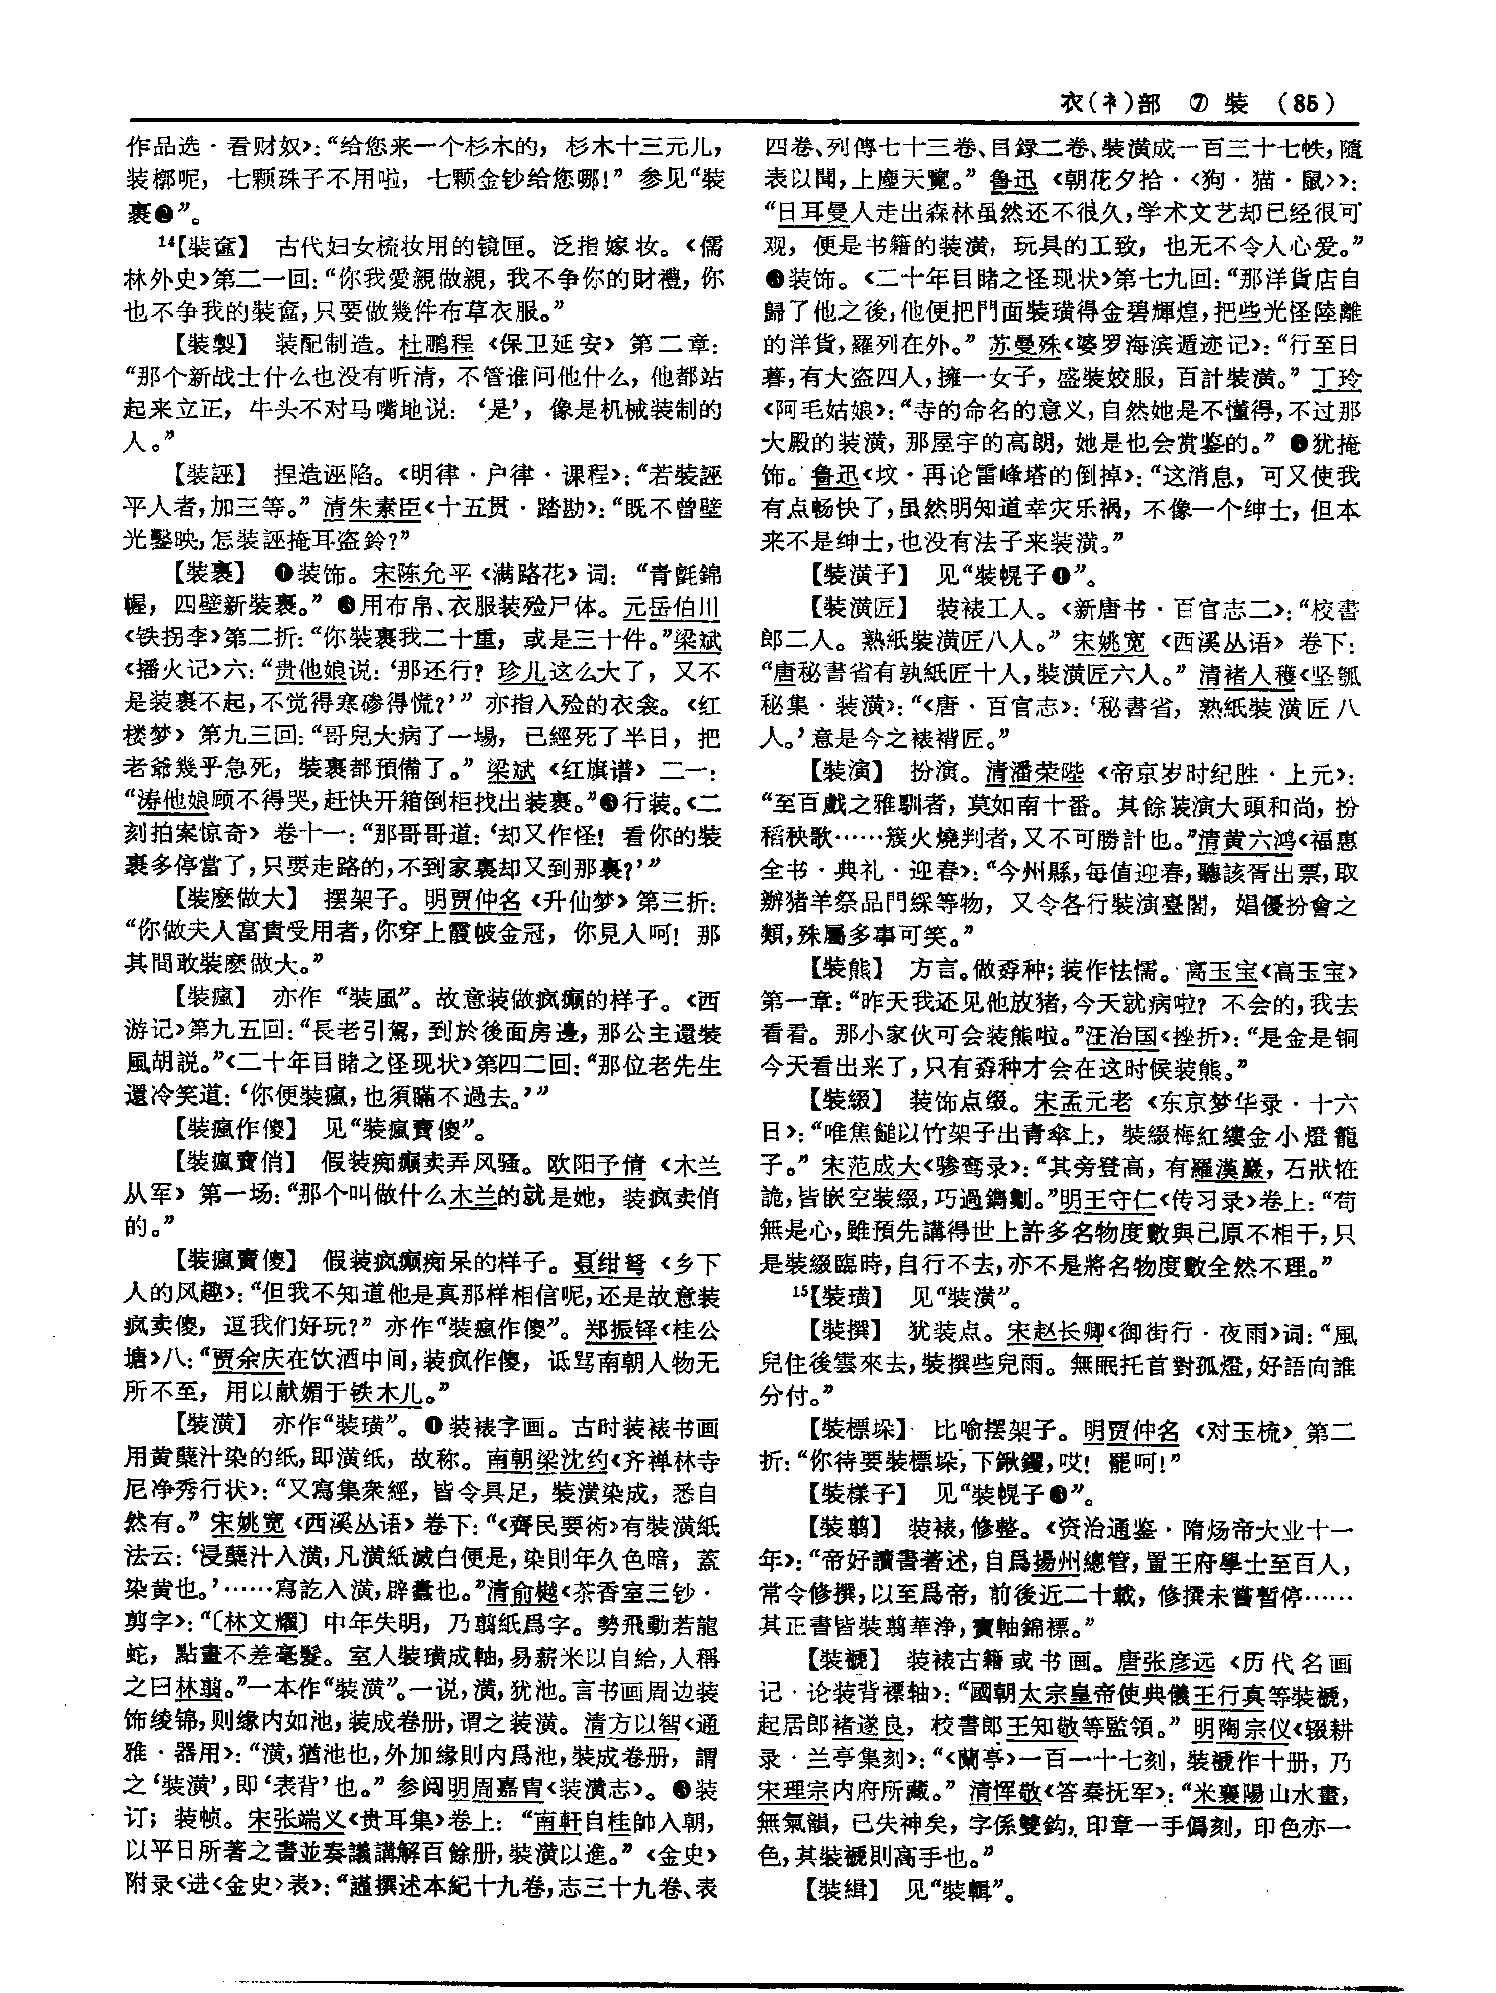 衣(衤)部 ⑦ 装 (85)
作品选·看财奴》：“给您来一个杉木的，杉木十三元儿，
装椁呢，七颗珠子不用啦，七颗金钞给您哪！”参见“装
裹❷”。
¹⁴【裝奩】 古代妇女梳妆用的镜匣。泛指嫁妆。《儒
林外史》第二一回：“你我愛親做親，我不争你的財禮，你
也不争我的裝奩，只要做幾件布草衣服。”
【裝製】 装配制造。杜鹏程《保卫延安》第二章：
“那个新战士什么也没有听清，不管谁问他什么，他都站
起来立正，牛头不对马嘴地说：‘是’，像是机械装制的
人。”
【裝誣】 捏造诬陷。《明律·户律·课程》：“若裝誣
平人者，加三等。”清朱素臣《十五贯·踏勘》：“既不曾壁
光鑿映，怎裝誣掩耳盗鈴？”
【裝裹】 ❶装饰。宋陈允平《满路花》词：“青氈錦
幄，四壁新裝裹。”❷用布帛、衣服装殓尸体。元岳伯川
《铁拐李》第二折：“你裝裹我二十重，或是三十件。”梁斌
《播火记》六：“贵他娘说：‘那还行？珍儿这么大了，又不
是装裹不起，不觉得寒碜得慌？’”亦指入殓的衣衾。《红
楼梦》第九三回：“哥兒大病了一場，已經死了半日，把
老爺幾乎急死，裝裹都預備了。”梁斌《红旗谱》二一：
“涛他娘顾不得哭，赶快开箱倒柜找出装裹。”❸行装。《二
刻拍案惊奇》卷十一：“那哥哥道：‘却又作怪！看你的裝
裹多停當了，只要走路的，不到家裏却又到那裏？’”
【裝麽做大】 摆架子。明贾仲名《升仙梦》第三折：
“你做夫人富貴受用者，你穿上霞帔金冠，你見人呵！那
其間敢裝麽做大。”
【裝瘋】 亦作“裝風”。故意装做疯癫的样子。《西
游记》第九五回：“長老引駕，到於後面房邊，那公主還裝
風胡説。”《二十年目睹之怪现状》第四二回：“那位老先生
還冷笑道：‘你便裝瘋，也須瞞不過去。’”
【裝瘋作傻】 见“裝瘋賣傻”。
【裝瘋賣俏】 假装痴癫卖弄风骚。欧阳予倩《木兰
从军》第一场：“那个叫做什么木兰的就是她，装疯卖俏
的。”
【裝瘋賣傻】 假装疯癫痴呆的样子。聂绀弩《乡下
人的风趣》：“但我不知道他是真那样相信呢，还是故意装
疯卖傻，逗我们好玩？”亦作“裝瘋作傻”。郑振铎《桂公
塘》八：“贾余庆在饮酒中间，装疯作傻，诋骂南朝人物无
所不至，用以献媚于铁木儿。”
【裝潢】 亦作“裝璜”。❶装裱字画。古时装裱书画
用黄蘖汁染的纸，即潢纸，故称。南朝梁沈约《齐禅林寺
尼净秀行状》：“又寫集衆經，皆令具足，裝潢染成，悉自
然有。”宋姚宽《西溪丛语》卷下：“《齊民要術》有裝潢紙
法云：‘浸蘗汁入潢，凡潢紙滅白便是，染則年久色暗，蓋
染黄也。’……寫訖入潢，辟蠹也。”清俞樾《茶香室三钞·
剪字》：“〔林文耀〕中年失明，乃翦紙爲字。勢飛動若龍
蛇，點畫不差毫髮。室人裝璜成軸，易薪米以自給，人稱
之曰林翦。”一本作“裝潢”。一说，潢，犹池。言书画周边装
饰绫锦，则缘内如池，装成卷册，谓之装潢。清方以智《通
雅·器用》：“潢，猶池也，外加緣則内爲池，裝成卷册，謂
之‘裝潢’，即‘表背’也。”参阅明周嘉胄《装潢志》。❷装
订；装帧。宋张端义《贵耳集》卷上：“南軒自桂帥入朝，
以平日所著之書並奏議講解百餘册，裝潢以進。”《金史》
附录《进〈金史〉表》：“謹撰述本紀十九卷，志三十九卷、表
四卷、列傳七十三卷、目録二卷、裝潢成一百三十七帙，隨
表以聞，上塵天覽。”鲁迅《朝花夕拾·〈狗·猫·鼠〉》：
“日耳曼人走出森林虽然还不很久，学术文艺却已经很可
观，便是书籍的装潢，玩具的工致，也无不令人心爱。”
❸装饰。《二十年目睹之怪现状》第七九回：“那洋貨店自
歸了他之後，他便把門面裝璜得金碧輝煌，把些光怪陸離
的洋貨，羅列在外。”苏曼殊《婆罗海滨遁迹记》：“行至日
暮，有大盗四人，擁一女子，盛裝姣服，百計裝潢。”丁玲
《阿毛姑娘》：“寺的命名的意义，自然她是不懂得，不过那
大殿的装潢，那屋宇的高朗，她是也会赏鉴的。”❹犹掩
饰。鲁迅《坟·再论雷峰塔的倒掉》：“这消息，可又使我
有点畅快了，虽然明知道幸灾乐祸，不像一个绅士，但本
来不是绅士，也没有法子来装潢。”
【裝潢子】 见“裝幌子❶”。
【裝潢匠】 装裱工人。《新唐书·百官志二》：“校書
郎二人。熟紙裝潢匠八人。”宋姚宽《西溪丛语》卷下：
“唐秘書省有孰紙匠十人，裝潢匠六人。”清褚人穫《坚瓠
秘集·装潢》：“《唐·百官志》：‘秘書省，熟紙裝潢匠八
人。’意是今之裱褙匠。”
【裝演】 扮演。清潘荣陛《帝京岁时纪胜·上元》：
“至百戲之雅馴者，莫如南十番。其餘装演大頭和尚，扮
稻秧歌……簇火燒判者，又不可勝計也。”清黄六鸿《福惠
全书·典礼·迎春》：“今州縣，每值迎春，聽該胥出票，取
辦猪羊祭品門綵等物，又令各行裝演臺閣，娼優扮會之
類，殊屬多事可笑。”
【裝熊】 方言。做孬种；装作怯懦。高玉宝《高玉宝》
第一章：“昨天我还见他放猪，今天就病啦？不会的，我去
看看。那小家伙可会装熊啦。”汪治国《挫折》：“是金是铜
今天看出来了，只有孬种才会在这时候装熊。”
【裝綴】 装饰点缀。宋孟元老《东京梦华录·十六
日》：“唯焦䭔以竹架子出青傘上，裝綴梅紅縷金小燈籠
子。”宋范成大《骖鸾录》：“其旁登高，有羅漢巖，石狀恠
詭，皆嵌空裝綴，巧過鐫劖。”明王守仁《传习录》卷上：“苟
無是心，雖預先講得世上許多名物度數與己原不相干，只
是裝綴臨時，自行不去，亦不是將名物度數全然不理。”
¹⁵【裝璜】 见“裝潢”。
【裝撰】 犹装点。宋赵长卿《御街行·夜雨》词：“風
兒住後雲來去，裝撰些兒雨。無眠托首對孤燈，好語向誰
分付。”
【裝標垛】 比喻摆架子。明贾仲名《对玉梳》第二
折：“你待要裝標垛，下鍬钁，哎！罷呵！”
【裝樣子】 见“裝幌子❸”。
【裝翦】 装裱，修整。《资治通鉴·隋炀帝大业十一
年》：“帝好讀書著述，自爲揚州總管，置王府學士至百人，
常令修撰，以至爲帝，前後近二十載，修撰未嘗暫停……
其正書皆裝翦華净，寶軸錦褾。”
【裝褫】 装裱古籍或书画。唐张彦远《历代名画
记·论装背褾轴》：“國朝太宗皇帝使典儀王行真等裝褫，
起居郎褚遂良，校書郎王知敬等監領。”明陶宗仪《辍耕
录·兰亭集刻》：“《蘭亭》一百一十七刻，裝褫作十册，乃
宋理宗内府所藏。”清恽敬《答秦抚军》：“米襄陽山水畫，
無氣韻，已失神矣，字係雙鈎，印章一手僞刻，印色亦一
色，其裝褫則高手也。”
【裝緝】 见“裝輯”。